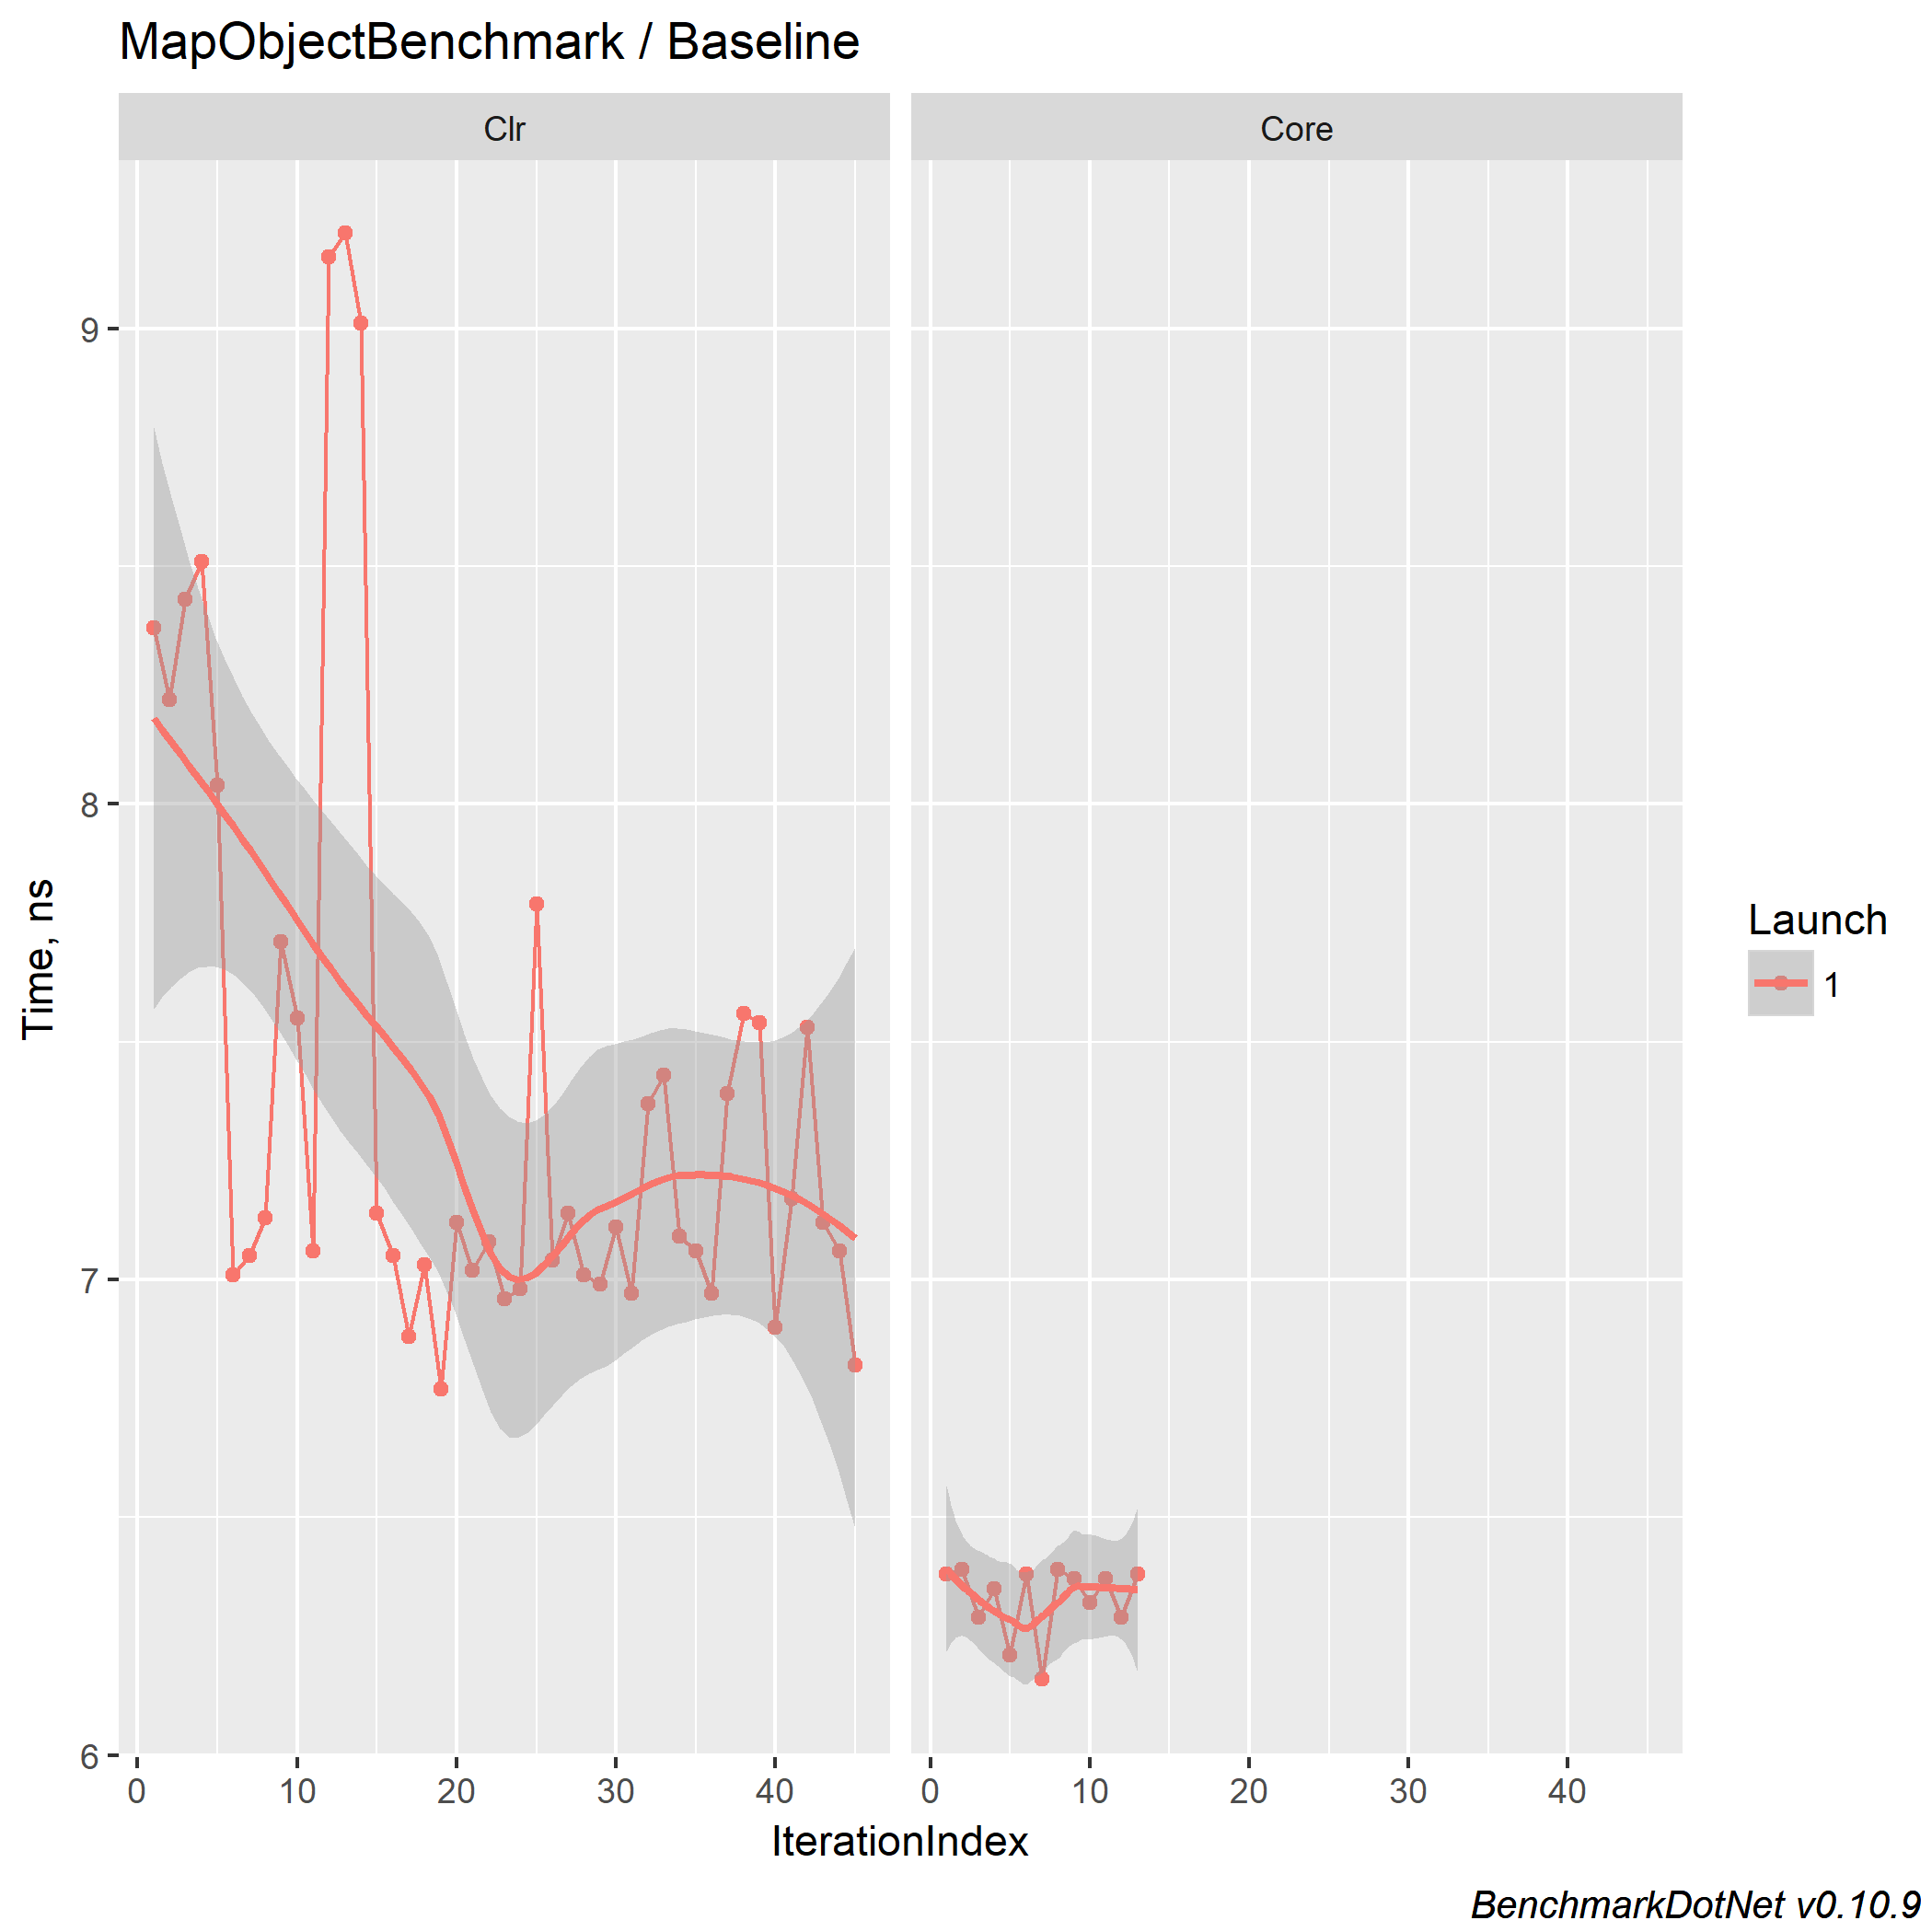 MapObjectBenchmark / Baseline
Clr
Core
9
8
7
6
Time, ns
0 10 20 30 40
0 10 20 30 40
IterationIndex
Launch
1
BenchmarkDotNet v0.10.9